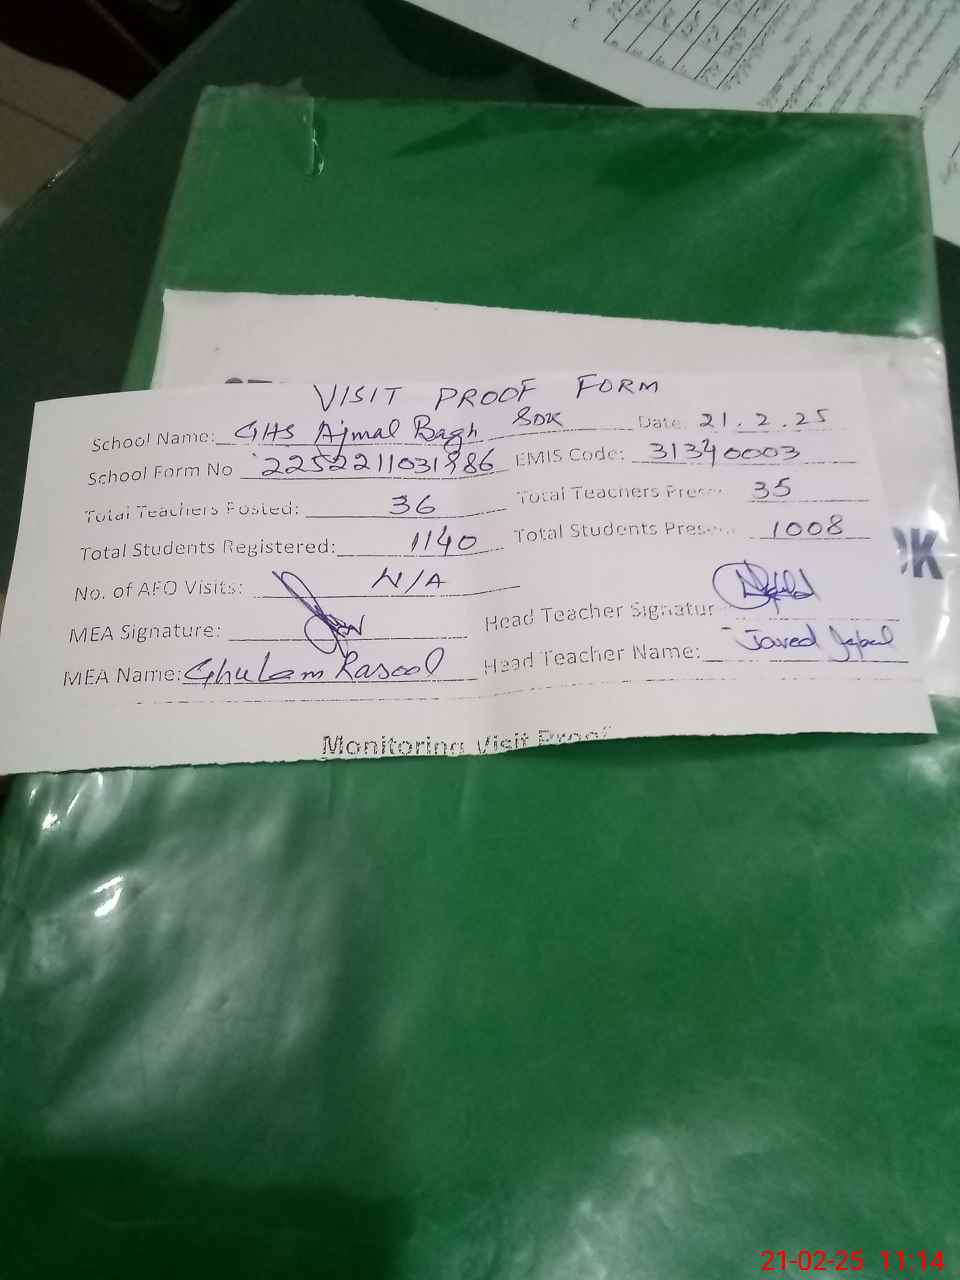 VISIT PROOF FORM
School Name: GHS Ajmal Bagh SDK Date. 21.2.25
School Form No 2252211031986 EMIS Code: 31340003
Total Teachers Posted: 36 Total Teachers Prese 35
Total Students Registered: 1140 Total Students Prese 1008
No. of AEO Visits: N/A
MEA Signature: Head Teacher Signatur
MEA Name: Ghulam Rasool Head Teacher Name: Javed Iqbal
Monitoring Visit Proof
OK
21-02-25 11:14